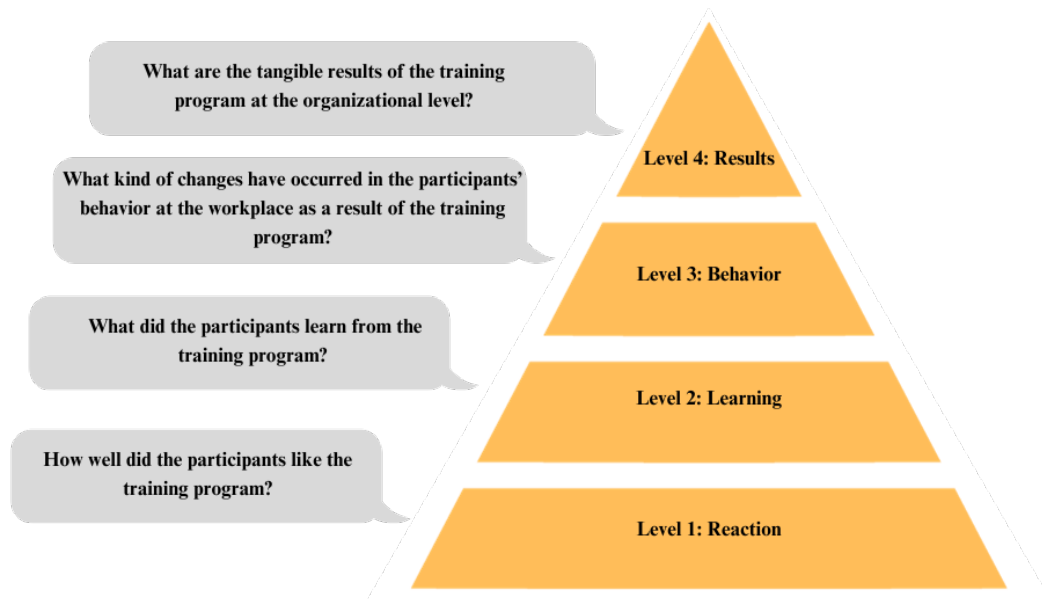 What are the tangible results of the training
program at the organizational level?
Level 4: Results
What kind of changes have occurred in the participants’
behavior at the workplace as a result of the training
program?
Level 3: Behavior
What did the participants learn from the
training program?
Level 2: Learning
How well did the participants like the
training program?
Level 1: Reaction